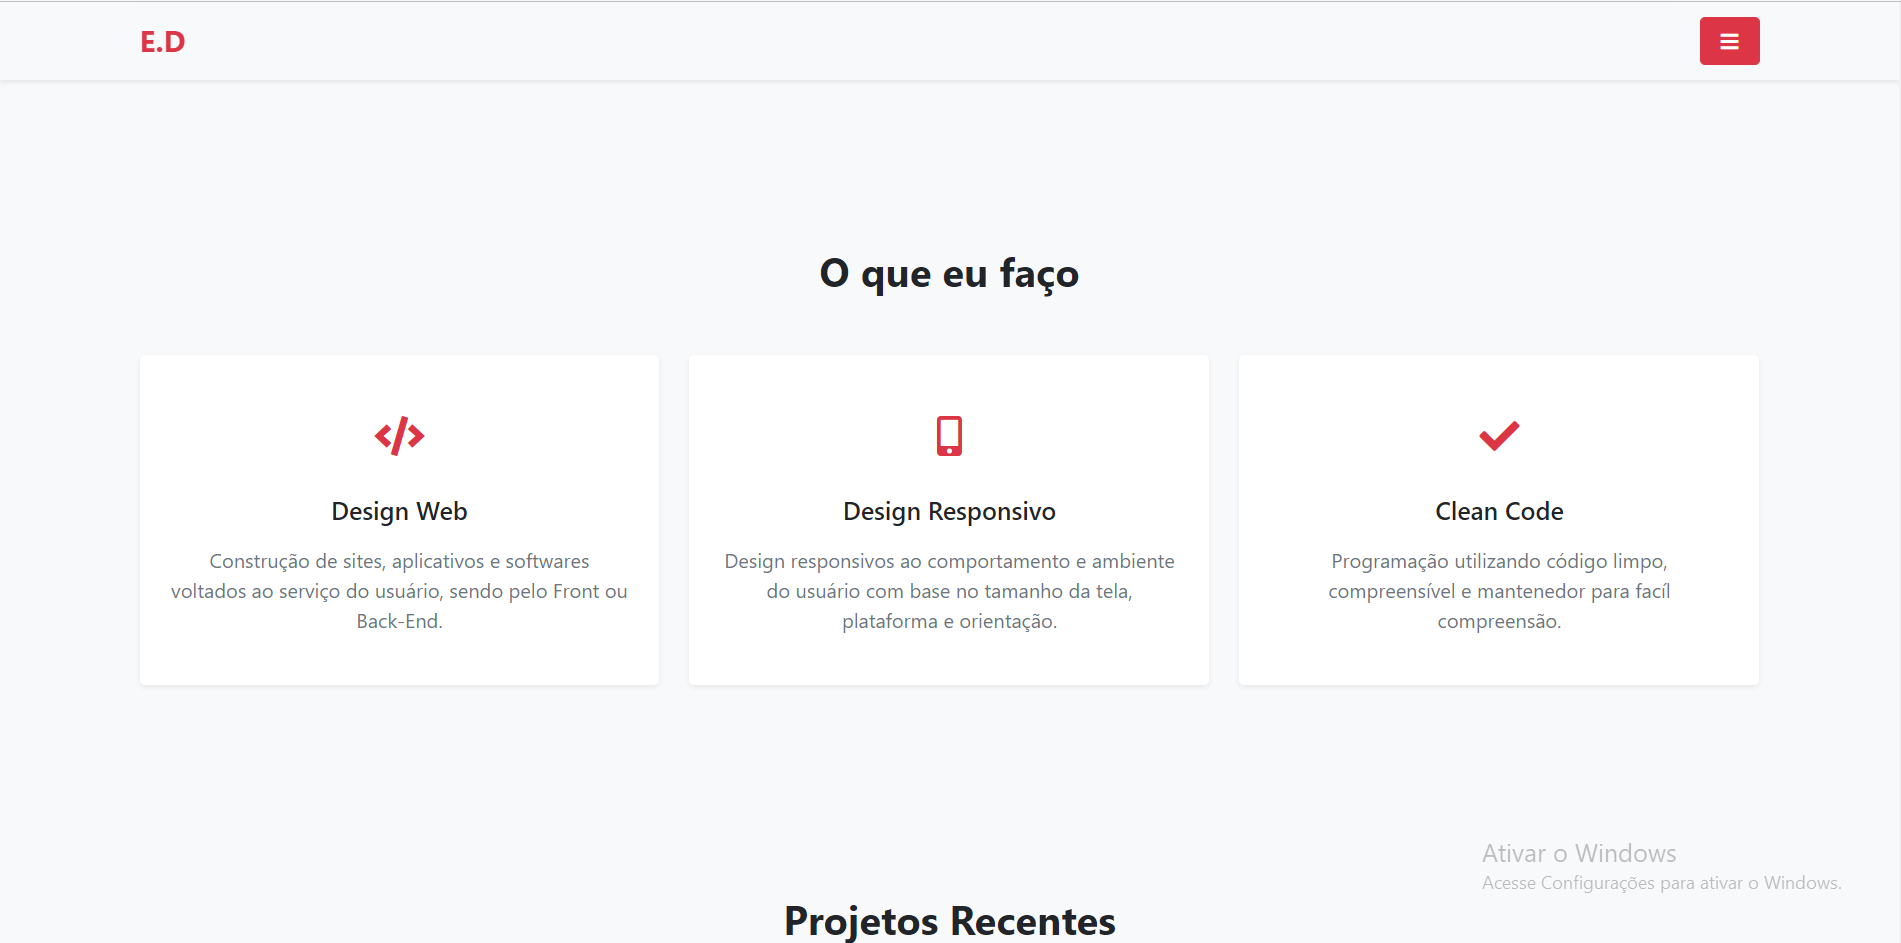 E.D
O que eu faço
Design Web
Construção de sites, aplicativos e softwares
voltados ao serviço do usuário, sendo pelo Front ou
Back-End.
Design Responsivo
Design responsivos ao comportamento e ambiente
do usuário com base no tamanho da tela,
plataforma e orientação.
Clean Code
Programação utilizando código limpo,
compreensível e mantenedor para facíl
compreensão.
Ativar o Windows
Acesse Configurações para ativar o Windows.
Projetos Recentes